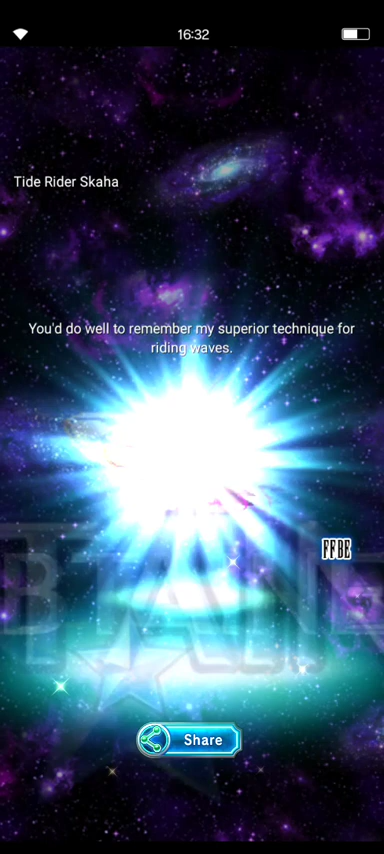 16:32
Tide Rider Skaha
You'd do well to remember my superior technique for
riding waves.
FFBE
Share